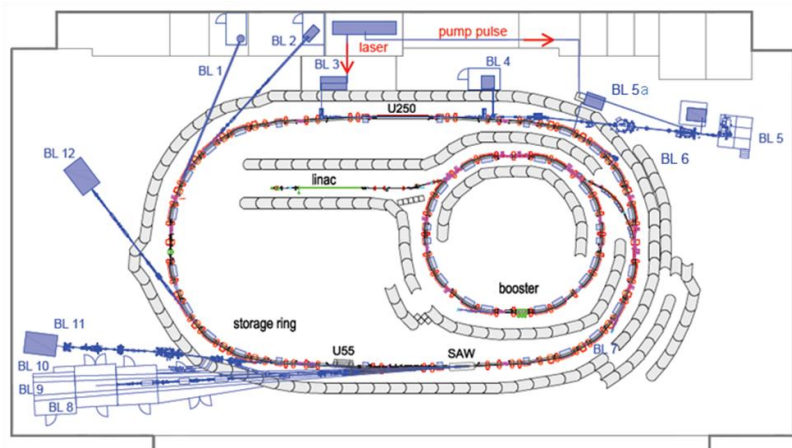 BL 1
BL 2
pump pulse
laser
BL 3
BL 4
BL 5a
U250
BL 5
BL 6
BL 12
linac
booster
storage ring
BL 11
U55
SAW
BL 7
BL 10
BL 9
BL 8